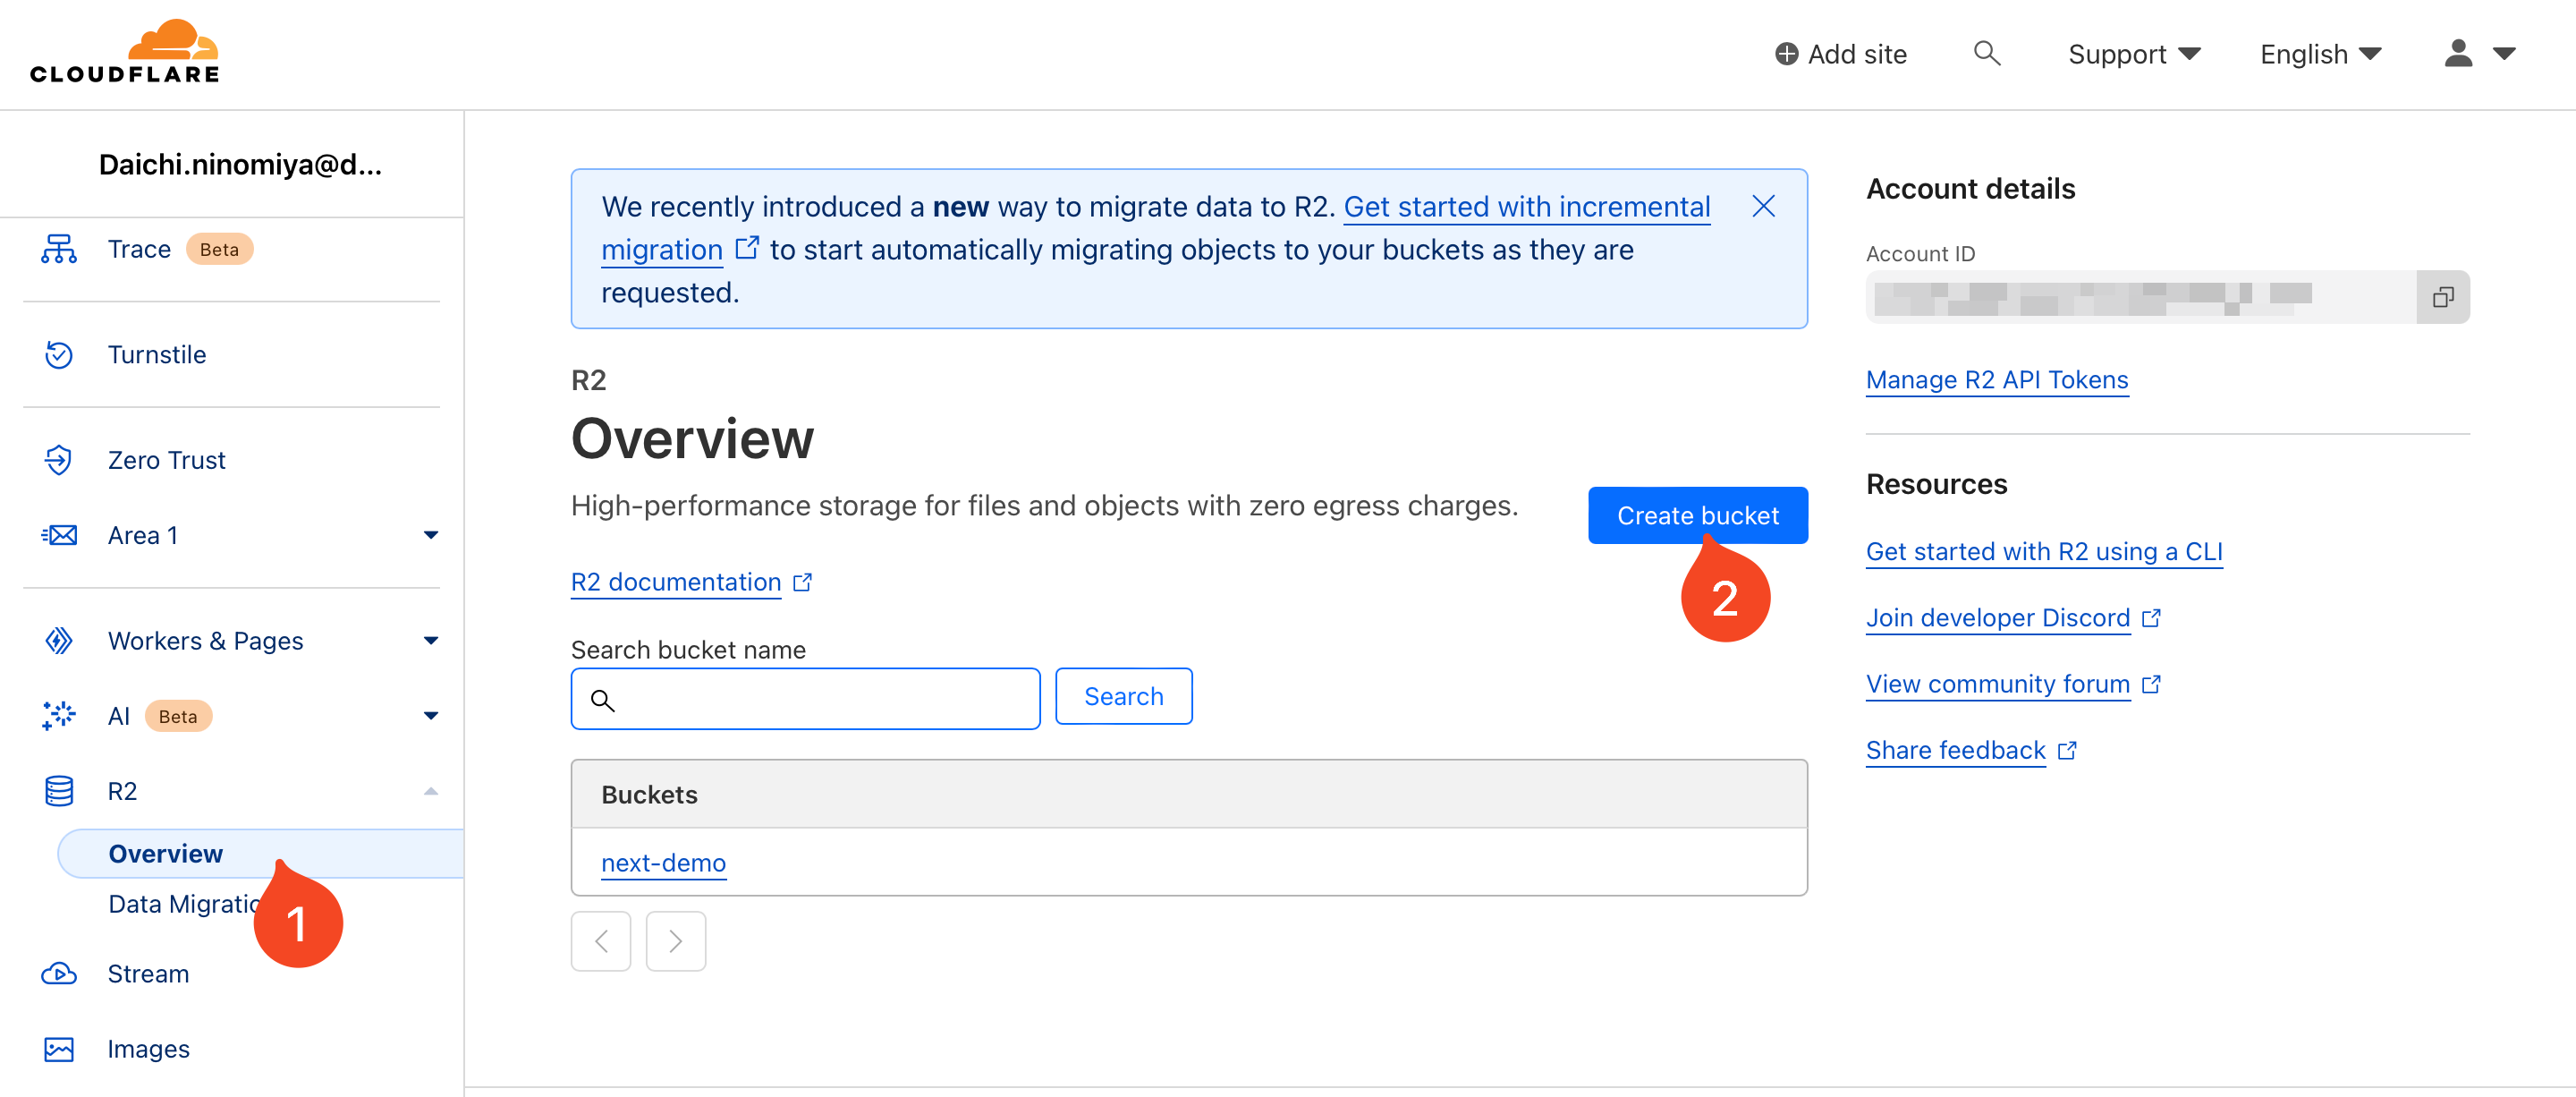 CLOUDFLARE
Add site
Support
English
Daichi.ninomiya@d...
Trace Beta
Turnstile
Zero Trust
Area 1
Workers & Pages
AI Beta
R2
Overview
Data Migratio
1
Stream
Images
We recently introduced a new way to migrate data to R2. Get started with incremental
migration to start automatically migrating objects to your buckets as they are
requested.
R2
Overview
High-performance storage for files and objects with zero egress charges.
Create bucket
2
R2 documentation
Search bucket name
Search
Buckets
next-demo
Account details
Account ID
Manage R2 API Tokens
Resources
Get started with R2 using a CLI
Join developer Discord
View community forum
Share feedback